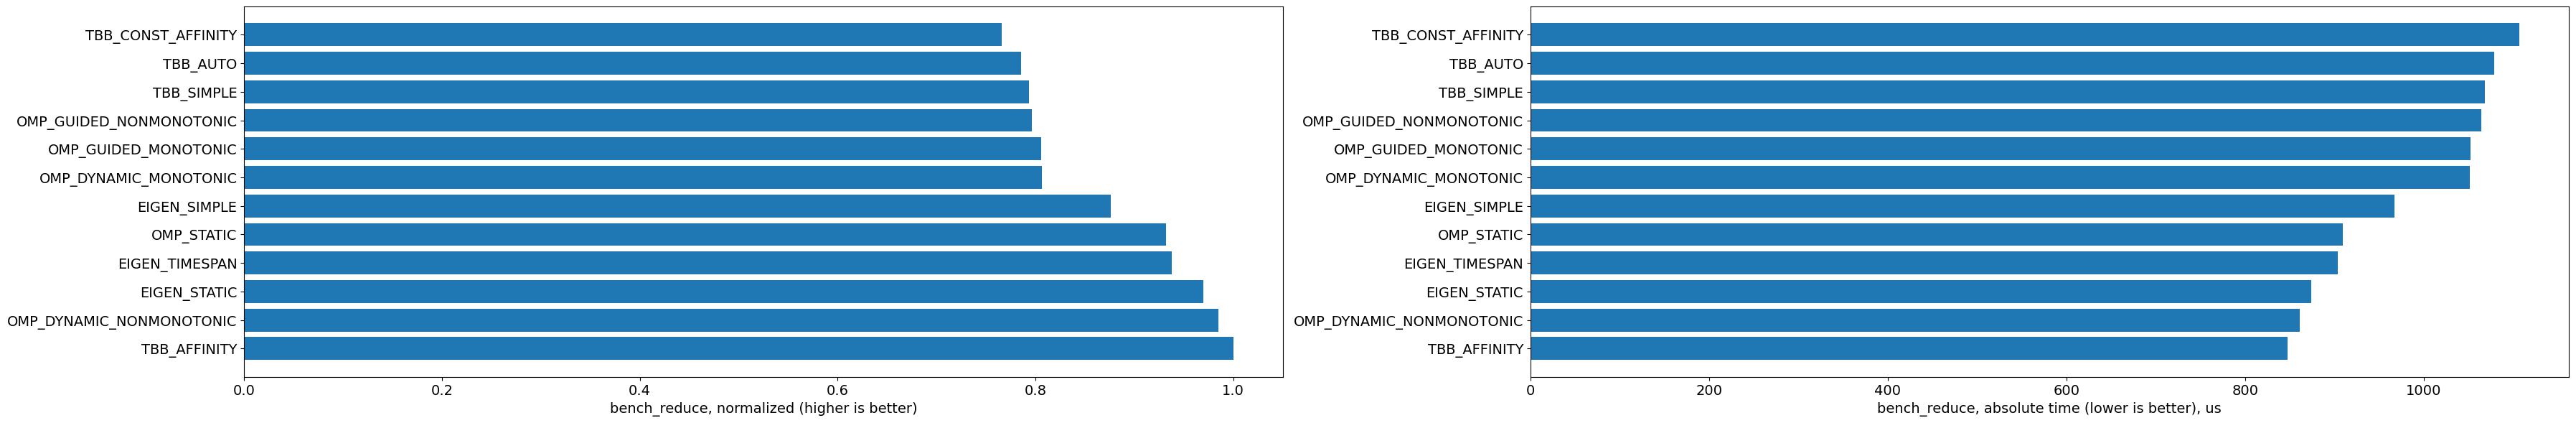 TBB_CONST_AFFINITY
TBB_AUTO
TBB_SIMPLE
OMP_GUIDED_NONMONOTONIC
OMP_GUIDED_MONOTONIC
OMP_DYNAMIC_MONOTONIC
EIGEN_SIMPLE
OMP_STATIC
EIGEN_TIMESPAN
EIGEN_STATIC
OMP_DYNAMIC_NONMONOTONIC
TBB_AFFINITY
0.0 0.2 0.4 0.6 0.8 1.0
bench_reduce, normalized (higher is better)
TBB_CONST_AFFINITY
TBB_AUTO
TBB_SIMPLE
OMP_GUIDED_NONMONOTONIC
OMP_GUIDED_MONOTONIC
OMP_DYNAMIC_MONOTONIC
EIGEN_SIMPLE
OMP_STATIC
EIGEN_TIMESPAN
EIGEN_STATIC
OMP_DYNAMIC_NONMONOTONIC
TBB_AFFINITY
0 200 400 600 800 1000
bench_reduce, absolute time (lower is better), us